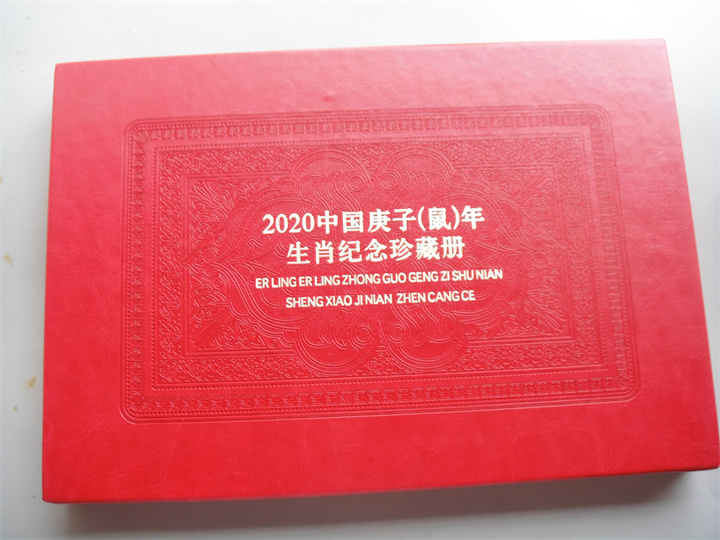 2020中国庚子(鼠)年
生肖纪念珍藏册
ER LING ER LING ZHONG GUO GENG ZI SHU NIAN
SHENG XIAO JI NIAN ZHEN CANG CE